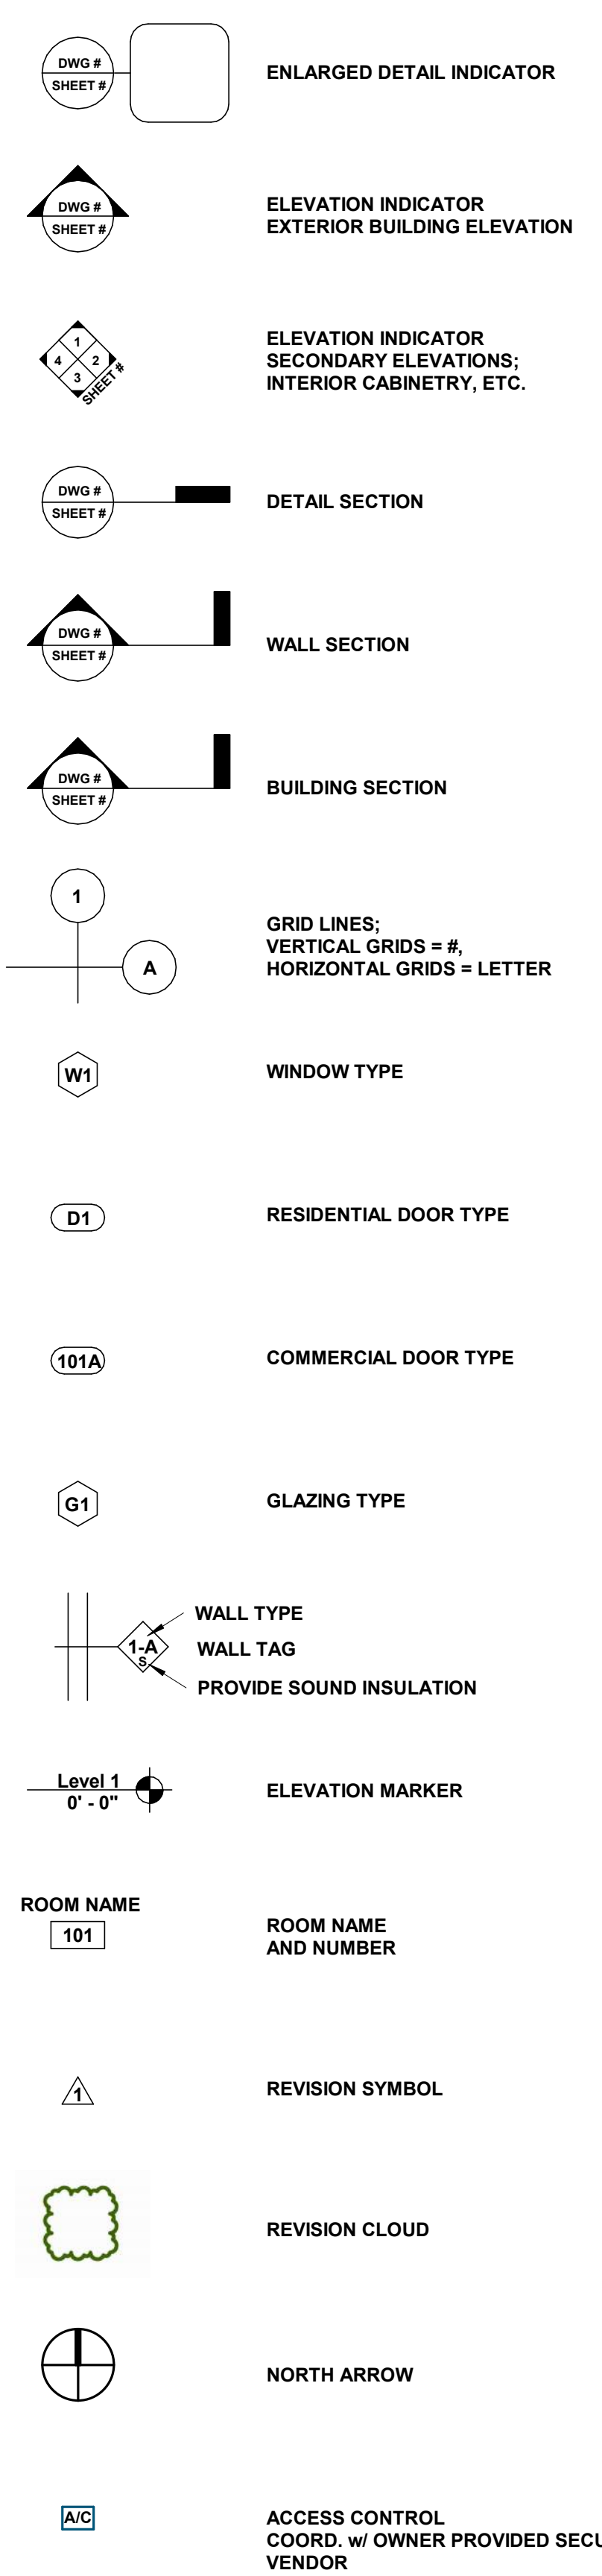 DWG #
SHEET #
ENLARGED DETAIL INDICATOR
DWG #
SHEET #
ELEVATION INDICATOR
EXTERIOR BUILDING ELEVATION
1
4 2
3
SHEET #
ELEVATION INDICATOR
SECONDARY ELEVATIONS;
INTERIOR CABINETRY, ETC.
DWG #
SHEET #
DETAIL SECTION
DWG #
SHEET #
WALL SECTION
DWG #
SHEET #
BUILDING SECTION
1
A
GRID LINES;
VERTICAL GRIDS = #,
HORIZONTAL GRIDS = LETTER
W1
WINDOW TYPE
D1
RESIDENTIAL DOOR TYPE
101A
COMMERCIAL DOOR TYPE
G1
GLAZING TYPE
WALL TYPE
1-A
WALL TAG
S
PROVIDE SOUND INSULATION
Level 1
0' - 0"
ELEVATION MARKER
ROOM NAME
101
ROOM NAME
AND NUMBER
1
REVISION SYMBOL
REVISION CLOUD
NORTH ARROW
A/C
ACCESS CONTROL
COORD. w/ OWNER PROVIDED
VENDOR